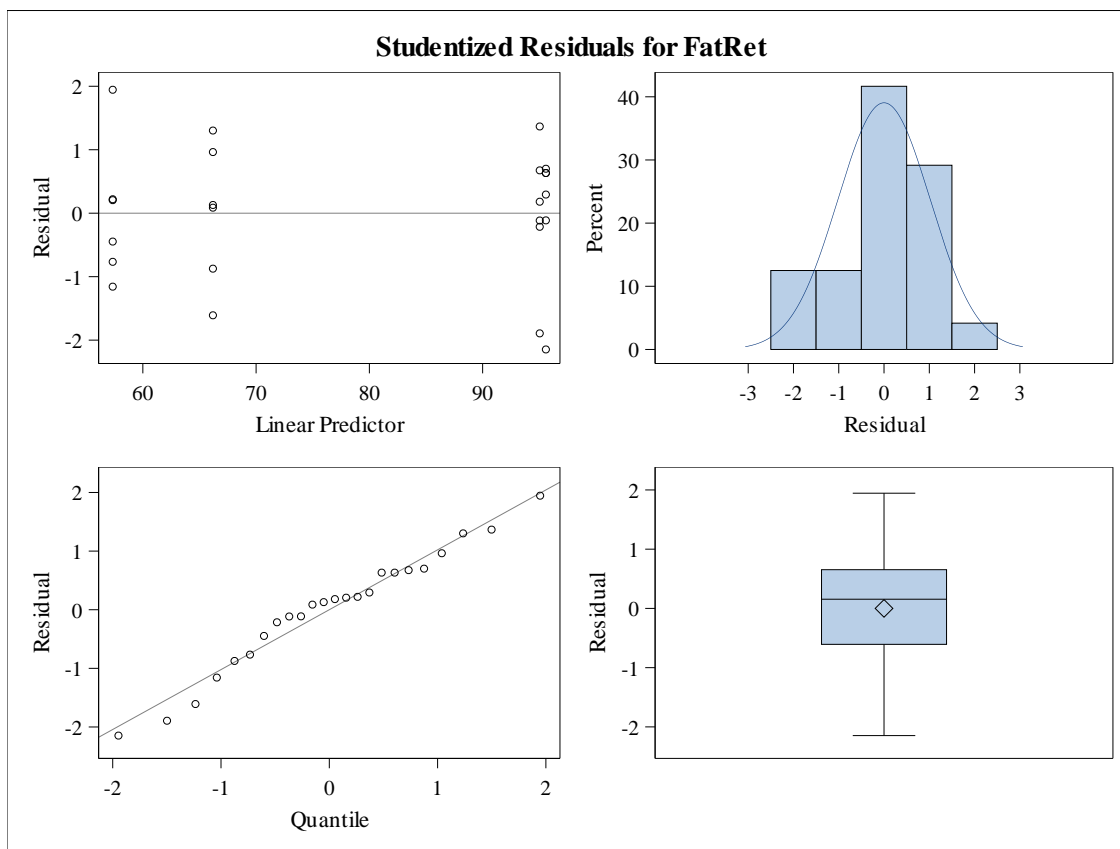 Studentized Residuals for FatRet
2
1
0
-1
-2
Residual
60 70 80 90
Linear Predictor
40
30
20
10
0
Percent
-3 -2 -1 0 1 2 3
Residual
2
1
0
-1
-2
Residual
-2 -1 0 1 2
Quantile
2
1
0
-1
-2
Residual